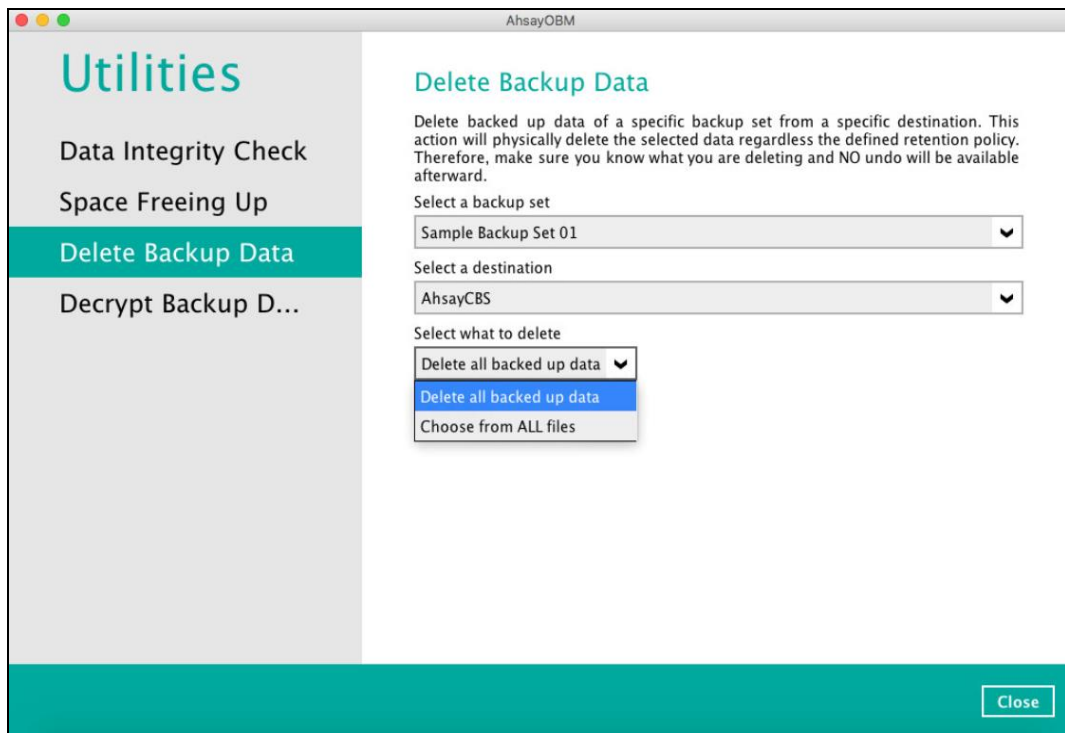 AhsayOBM
Utilities
Data Integrity Check
Space Freeing Up
Delete Backup Data
Decrypt Backup D...
Delete Backup Data
Delete backed up data of a specific backup set from a specific destination. This
action will physically delete the selected data regardless the defined retention policy.
Therefore, make sure you know what you are deleting and NO undo will be available
afterward.
Select a backup set
Sample Backup Set 01
Select a destination
AhsayCBS
Select what to delete
Delete all backed up data
Delete all backed up data
Choose from ALL files
Close